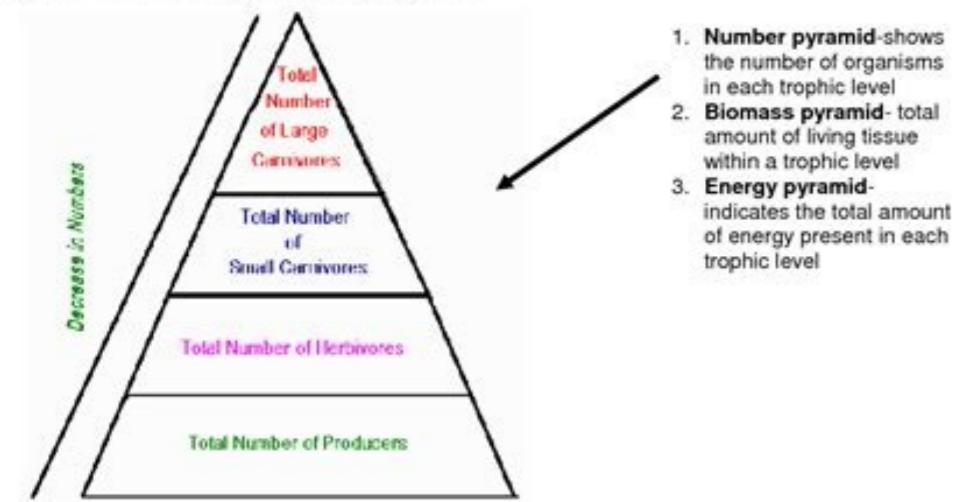 Total
Number
of Large
Carnivores
Total Number
of
Small Carnivores
Total Number of Herbivores
Total Number of Producers
Decrease in Numbers
1. Number pyramid-shows
the number of organisms
in each trophic level
2. Biomass pyramid- total
amount of living tissue
within a trophic level
3. Energy pyramid-
indicates the total amount
of energy present in each
trophic level